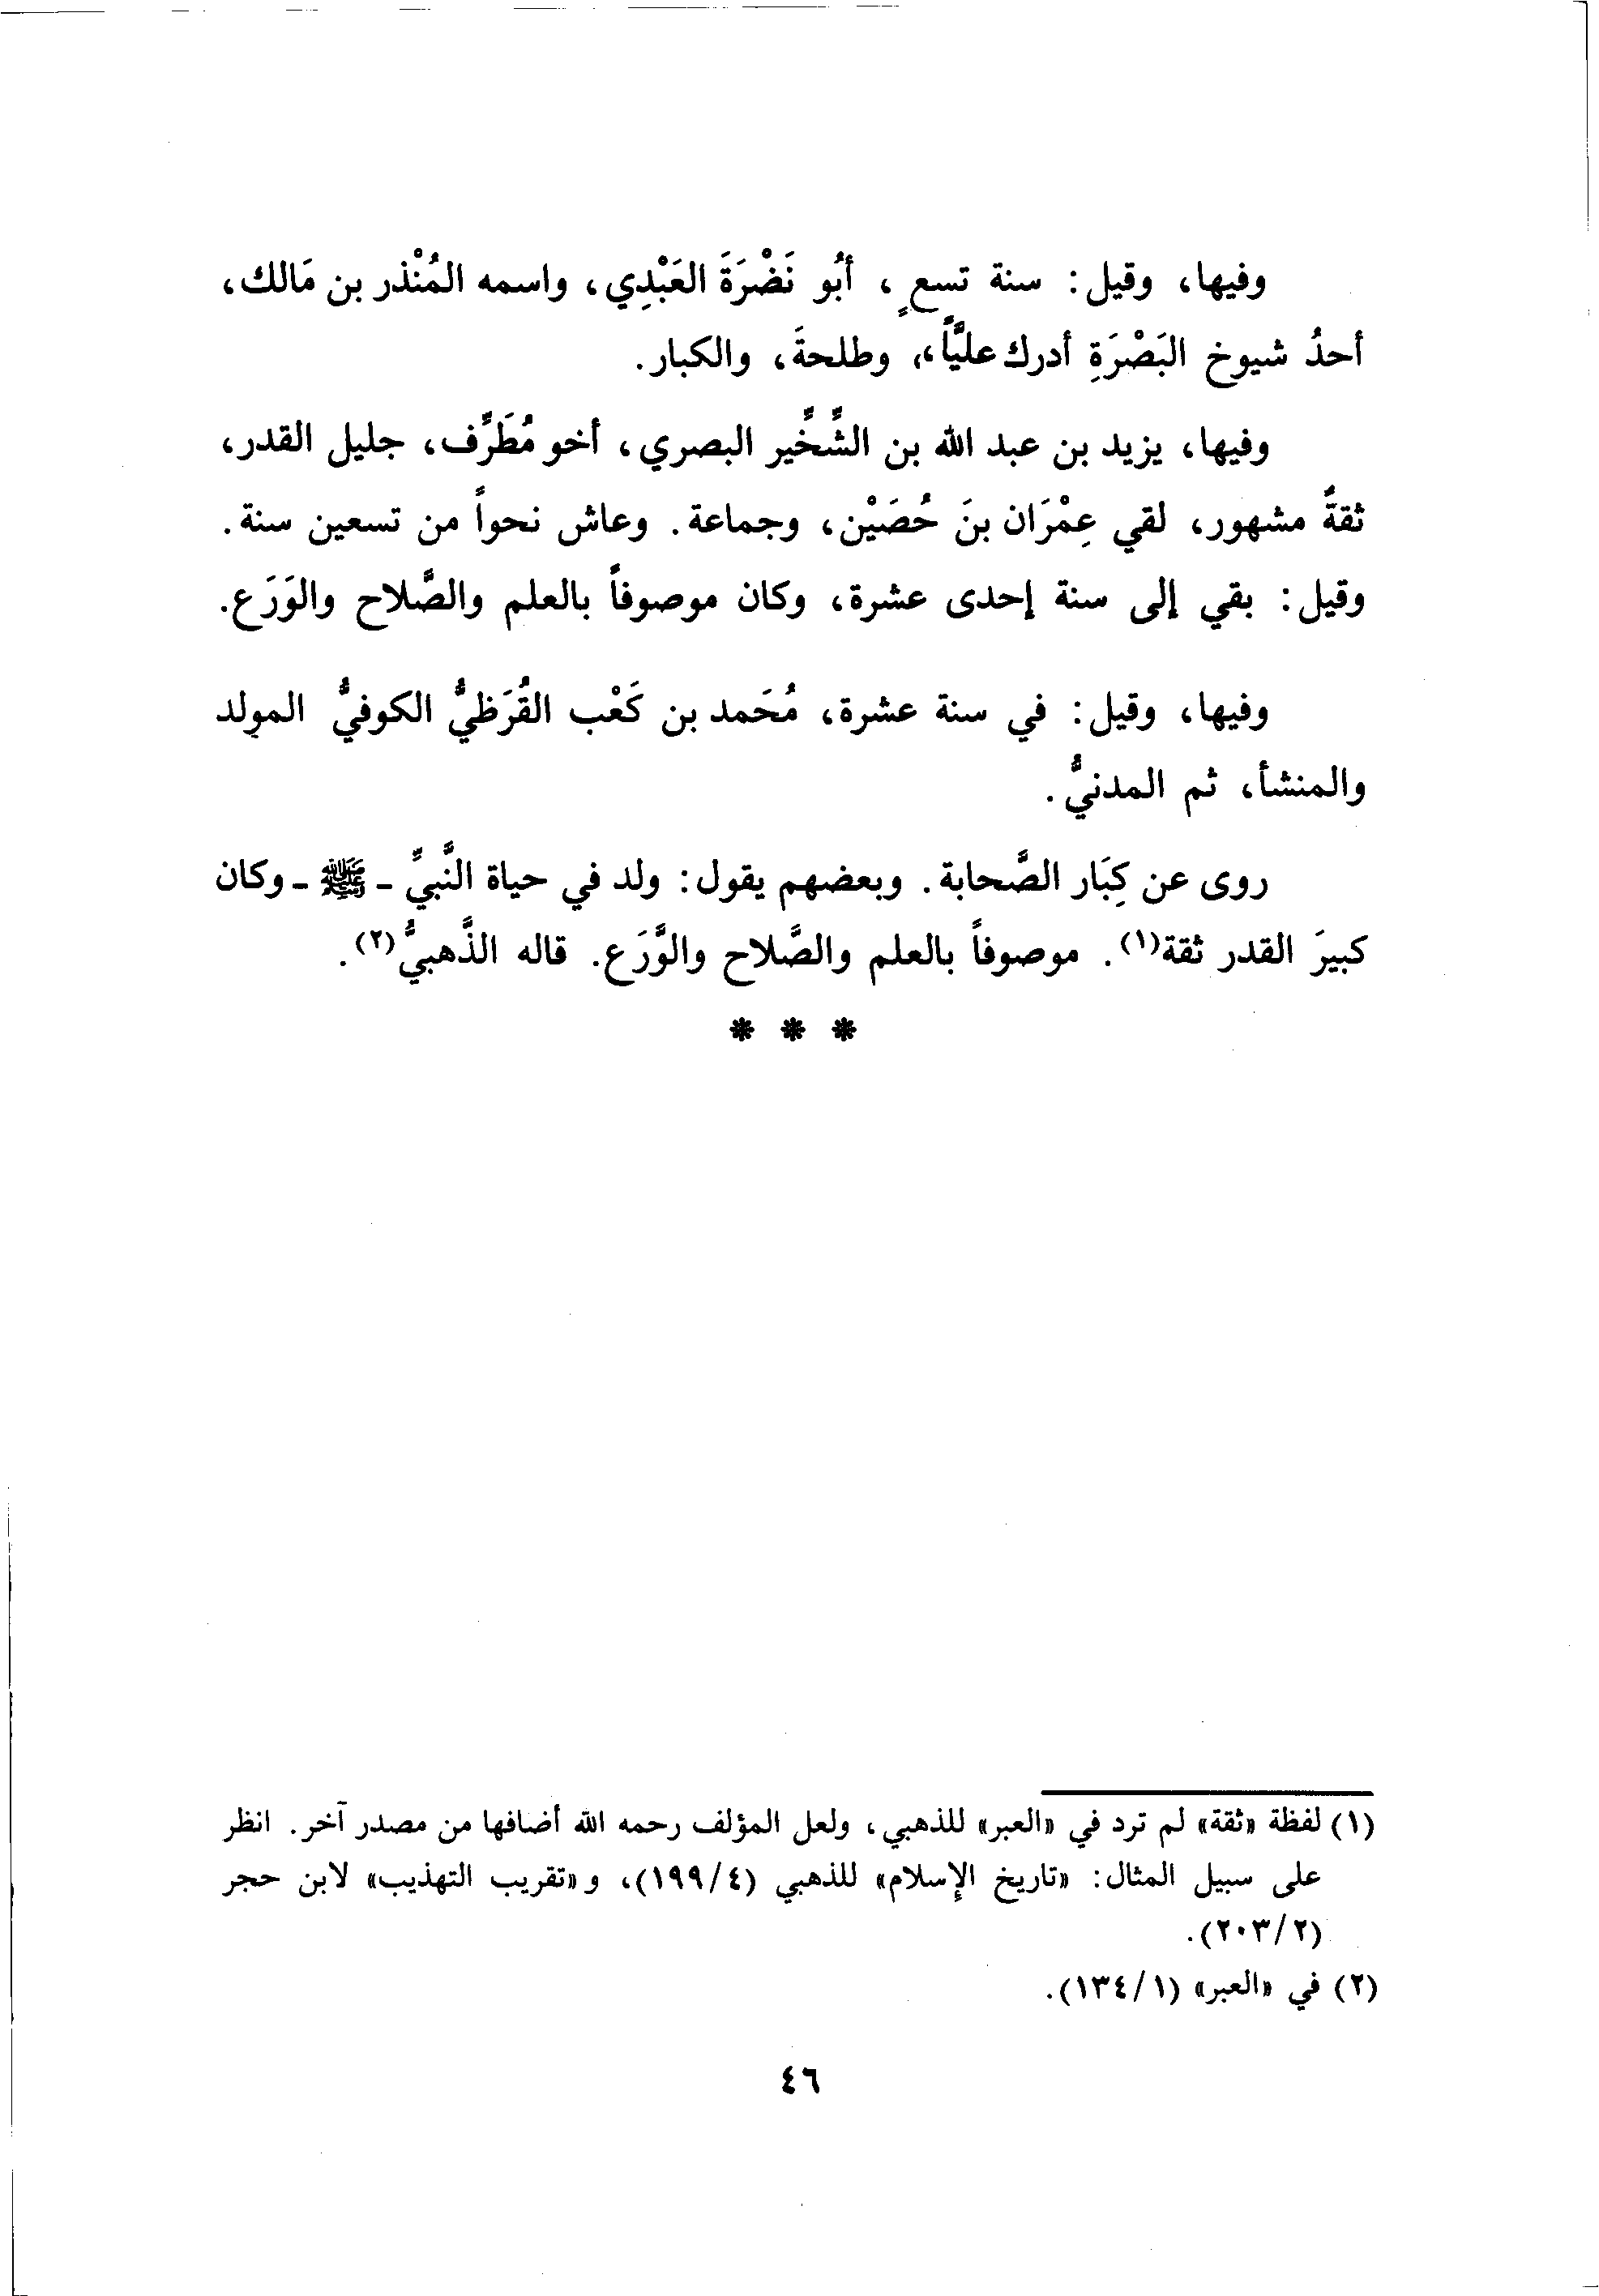 وفيها، وقيل: سنة تسعٍ، أبُو نَضْرَةَ العَبْدِي، واسمه المُنْذر بن مَالك،
أحدُ شيوخ البَصْرَةِ أدرك عليَّاً،، وطلحةَ، والكبار.
وفيها، يزيد بن عبد الله بن الشِّخِّير البصري، أخو مُطَرِّف، جليل القدر،
ثقةٌ مشهور، لقي عِمْرَان بنَ حُصَيْن، وجماعة. وعاش نحواً من تسعين سنة.
وقيل: بقي إلى سنة إحدى عشرة، وكان موصوفاً بالعلم والصَّلاح والوَرَع.
وفيها، وقيل: في سنة عشرة، مُحَمد بن كَعْب القُرَظيُّ الكوفيُّ المولد
والمنشأ، ثم المدنيُّ.
روى عن كِبَار الصَّحابة. وبعضهم يقول: ولد في حياة النَّبيِّ - ﷺ - وكان
كبيرَ القدر ثقة(١). موصوفاً بالعلم والصَّلاح والوَّرَع. قاله الذَّهبيُّ(٢).
* * *
(١) لفظة «ثقة» لم ترد في «العبر» للذهبي، ولعل المؤلف رحمه الله أضافها من مصدر آخر. انظر
على سبيل المثال: «تاريخ الإسلام» للذهبي (٤/١٩٩)، و«تقريب التهذيب» لابن حجر
(٢/٢٠٣).
(٢) في «العبر» (١/١٣٤).
٤٦